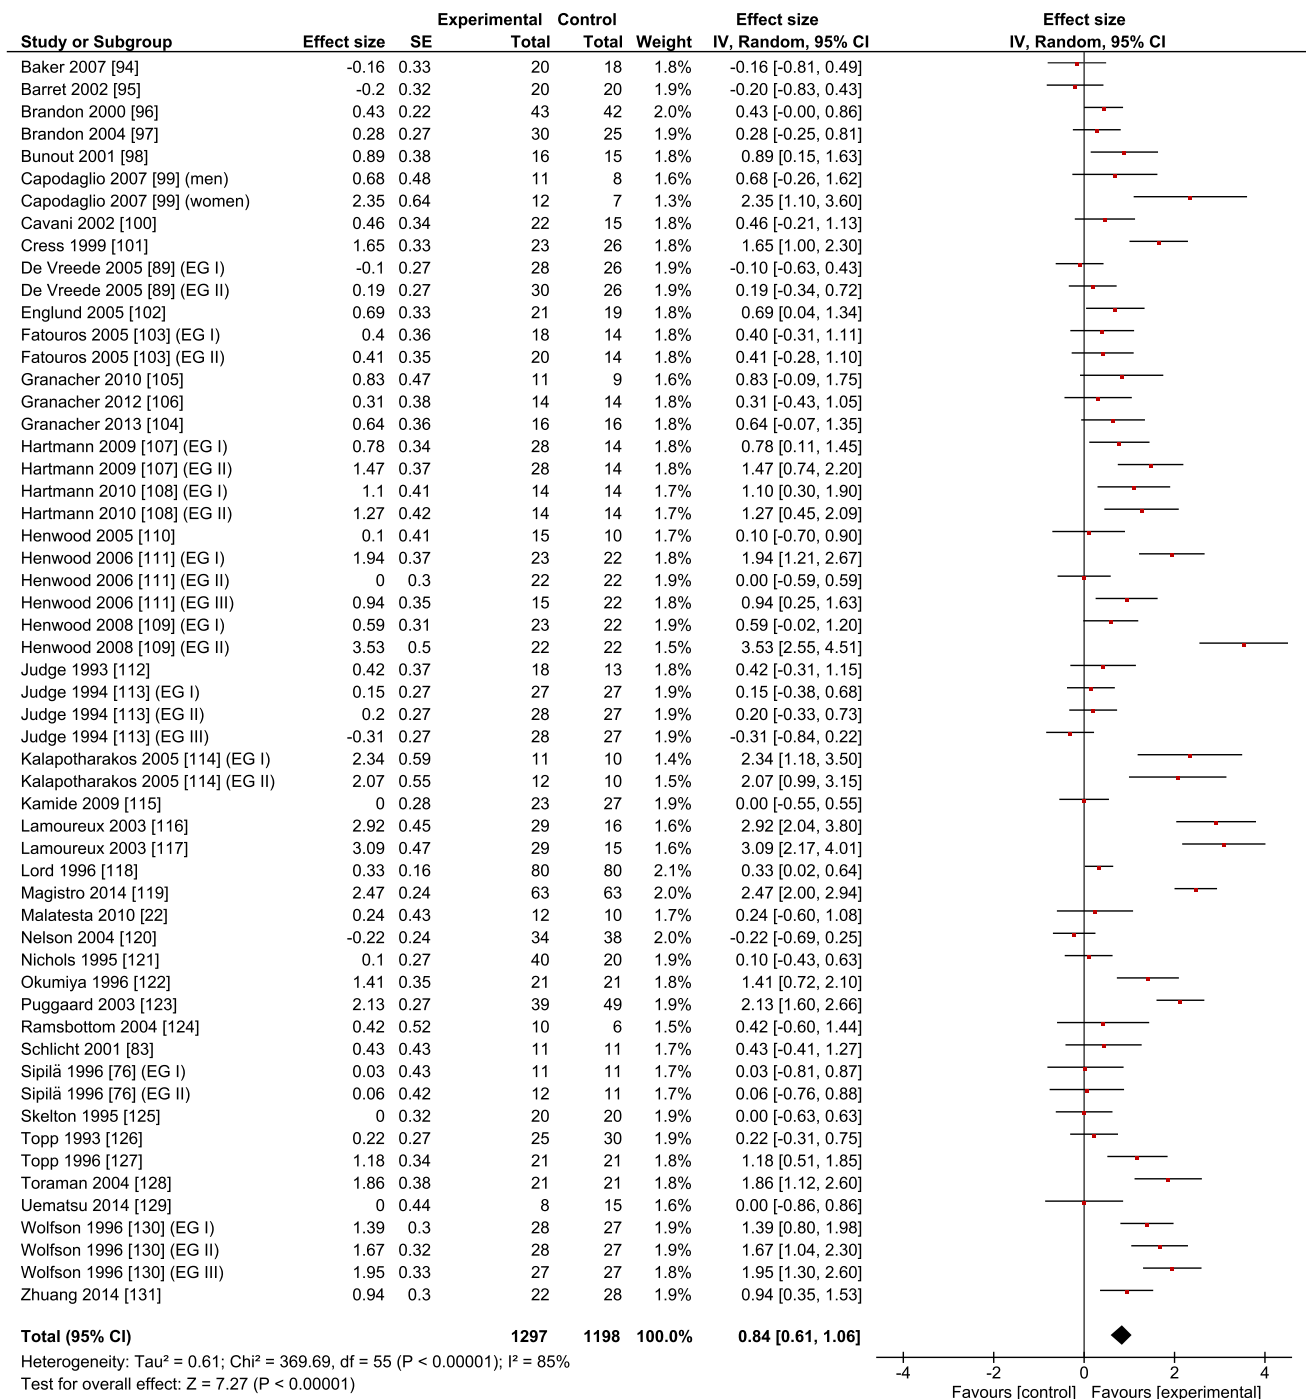 Experimental Control Effect size Effect size
Study or Subgroup Effect size SE Total Total Weight IV, Random, 95% CI IV, Random, 95% CI
Baker 2007 [94] -0.16 0.33 20 18 1.8% -0.16 [-0.81, 0.49]
Barret 2002 [95] -0.2 0.32 20 20 1.9% -0.20 [-0.83, 0.43]
Brandon 2000 [96] 0.43 0.22 43 42 2.0% 0.43 [-0.00, 0.86]
Brandon 2004 [97] 0.28 0.27 30 25 1.9% 0.28 [-0.25, 0.81]
Bunout 2001 [98] 0.89 0.38 16 15 1.8% 0.89 [0.15, 1.63]
Capodaglio 2007 [99] (men) 0.68 0.48 11 8 1.6% 0.68 [-0.26, 1.62]
Capodaglio 2007 [99] (women) 2.35 0.64 12 7 1.3% 2.35 [1.10, 3.60]
Cavani 2002 [100] 0.46 0.34 22 15 1.8% 0.46 [-0.21, 1.13]
Cress 1999 [101] 1.65 0.33 23 26 1.8% 1.65 [1.00, 2.30]
De Vreede 2005 [89] (EG I) -0.1 0.27 28 26 1.9% -0.10 [-0.63, 0.43]
De Vreede 2005 [89] (EG II) 0.19 0.27 30 26 1.9% 0.19 [-0.34, 0.72]
Englund 2005 [102] 0.69 0.33 21 19 1.8% 0.69 [0.04, 1.34]
Fatouros 2005 [103] (EG I) 0.4 0.36 18 14 1.8% 0.40 [-0.31, 1.11]
Fatouros 2005 [103] (EG II) 0.41 0.35 20 14 1.8% 0.41 [-0.28, 1.10]
Granacher 2010 [105] 0.83 0.47 11 9 1.6% 0.83 [-0.09, 1.75]
Granacher 2012 [106] 0.31 0.38 14 14 1.8% 0.31 [-0.43, 1.05]
Granacher 2013 [104] 0.64 0.36 16 16 1.8% 0.64 [-0.07, 1.35]
Hartmann 2009 [107] (EG I) 0.78 0.34 28 14 1.8% 0.78 [0.11, 1.45]
Hartmann 2009 [107] (EG II) 1.47 0.37 28 14 1.8% 1.47 [0.74, 2.20]
Hartmann 2010 [108] (EG I) 1.1 0.41 14 14 1.7% 1.10 [0.30, 1.90]
Hartmann 2010 [108] (EG II) 1.27 0.42 14 14 1.7% 1.27 [0.45, 2.09]
Henwood 2005 [110] 0.1 0.41 15 10 1.7% 0.10 [-0.70, 0.90]
Henwood 2006 [111] (EG I) 1.94 0.37 23 22 1.8% 1.94 [1.21, 2.67]
Henwood 2006 [111] (EG II) 0 0.3 22 22 1.9% 0.00 [-0.59, 0.59]
Henwood 2006 [111] (EG III) 0.94 0.35 15 22 1.8% 0.94 [0.25, 1.63]
Henwood 2008 [109] (EG I) 0.59 0.31 23 22 1.9% 0.59 [-0.02, 1.20]
Henwood 2008 [109] (EG II) 3.53 0.5 22 22 1.5% 3.53 [2.55, 4.51]
Judge 1993 [112] 0.42 0.37 18 13 1.8% 0.42 [-0.31, 1.15]
Judge 1994 [113] (EG I) 0.15 0.27 27 27 1.9% 0.15 [-0.38, 0.68]
Judge 1994 [113] (EG II) 0.2 0.27 28 27 1.9% 0.20 [-0.33, 0.73]
Judge 1994 [113] (EG III) -0.31 0.27 28 27 1.9% -0.31 [-0.84, 0.22]
Kalapotharakos 2005 [114] (EG I) 2.34 0.59 11 10 1.4% 2.34 [1.18, 3.50]
Kalapotharakos 2005 [114] (EG II) 2.07 0.55 12 10 1.5% 2.07 [0.99, 3.15]
Kamide 2009 [115] 0 0.28 23 27 1.9% 0.00 [-0.55, 0.55]
Lamoureux 2003 [116] 2.92 0.45 29 16 1.6% 2.92 [2.04, 3.80]
Lamoureux 2003 [117] 3.09 0.47 29 15 1.6% 3.09 [2.17, 4.01]
Lord 1996 [118] 0.33 0.16 80 80 2.1% 0.33 [0.02, 0.64]
Magistro 2014 [119] 2.47 0.24 63 63 2.0% 2.47 [2.00, 2.94]
Malatesta 2010 [22] 0.24 0.43 12 10 1.7% 0.24 [-0.60, 1.08]
Nelson 2004 [120] -0.22 0.24 34 38 2.0% -0.22 [-0.69, 0.25]
Nichols 1995 [121] 0.1 0.27 40 20 1.9% 0.10 [-0.43, 0.63]
Okumiya 1996 [122] 1.41 0.35 21 21 1.8% 1.41 [0.72, 2.10]
Puggaard 2003 [123] 2.13 0.27 39 49 1.9% 2.13 [1.60, 2.66]
Ramsbottom 2004 [124] 0.42 0.52 10 6 1.5% 0.42 [-0.60, 1.44]
Schlicht 2001 [83] 0.43 0.43 11 11 1.7% 0.43 [-0.41, 1.27]
Sipilä 1996 [76] (EG I) 0.03 0.43 11 11 1.7% 0.03 [-0.81, 0.87]
Sipilä 1996 [76] (EG II) 0.06 0.42 12 11 1.7% 0.06 [-0.76, 0.88]
Skelton 1995 [125] 0 0.32 20 20 1.9% 0.00 [-0.63, 0.63]
Topp 1993 [126] 0.22 0.27 25 30 1.9% 0.22 [-0.31, 0.75]
Topp 1996 [127] 1.18 0.34 21 21 1.8% 1.18 [0.51, 1.85]
Toraman 2004 [128] 1.86 0.38 21 21 1.8% 1.86 [1.12, 2.60]
Uematsu 2014 [129] 0 0.44 8 15 1.6% 0.00 [-0.86, 0.86]
Wolfson 1996 [130] (EG I) 1.39 0.3 28 27 1.9% 1.39 [0.80, 1.98]
Wolfson 1996 [130] (EG II) 1.67 0.32 28 27 1.9% 1.67 [1.04, 2.30]
Wolfson 1996 [130] (EG III) 1.95 0.33 27 27 1.8% 1.95 [1.30, 2.60]
Zhuang 2014 [131] 0.94 0.3 22 28 1.9% 0.94 [0.35, 1.53]
Total (95% CI) 1297 1198 100.0% 0.84 [0.61, 1.06]
Heterogeneity: Tau² = 0.61; Chi² = 369.69, df = 55 (P < 0.00001); I² = 85%
Test for overall effect: Z = 7.27 (P < 0.00001)
-4 -2 0 2 4
Favours [control] Favours [experimental]